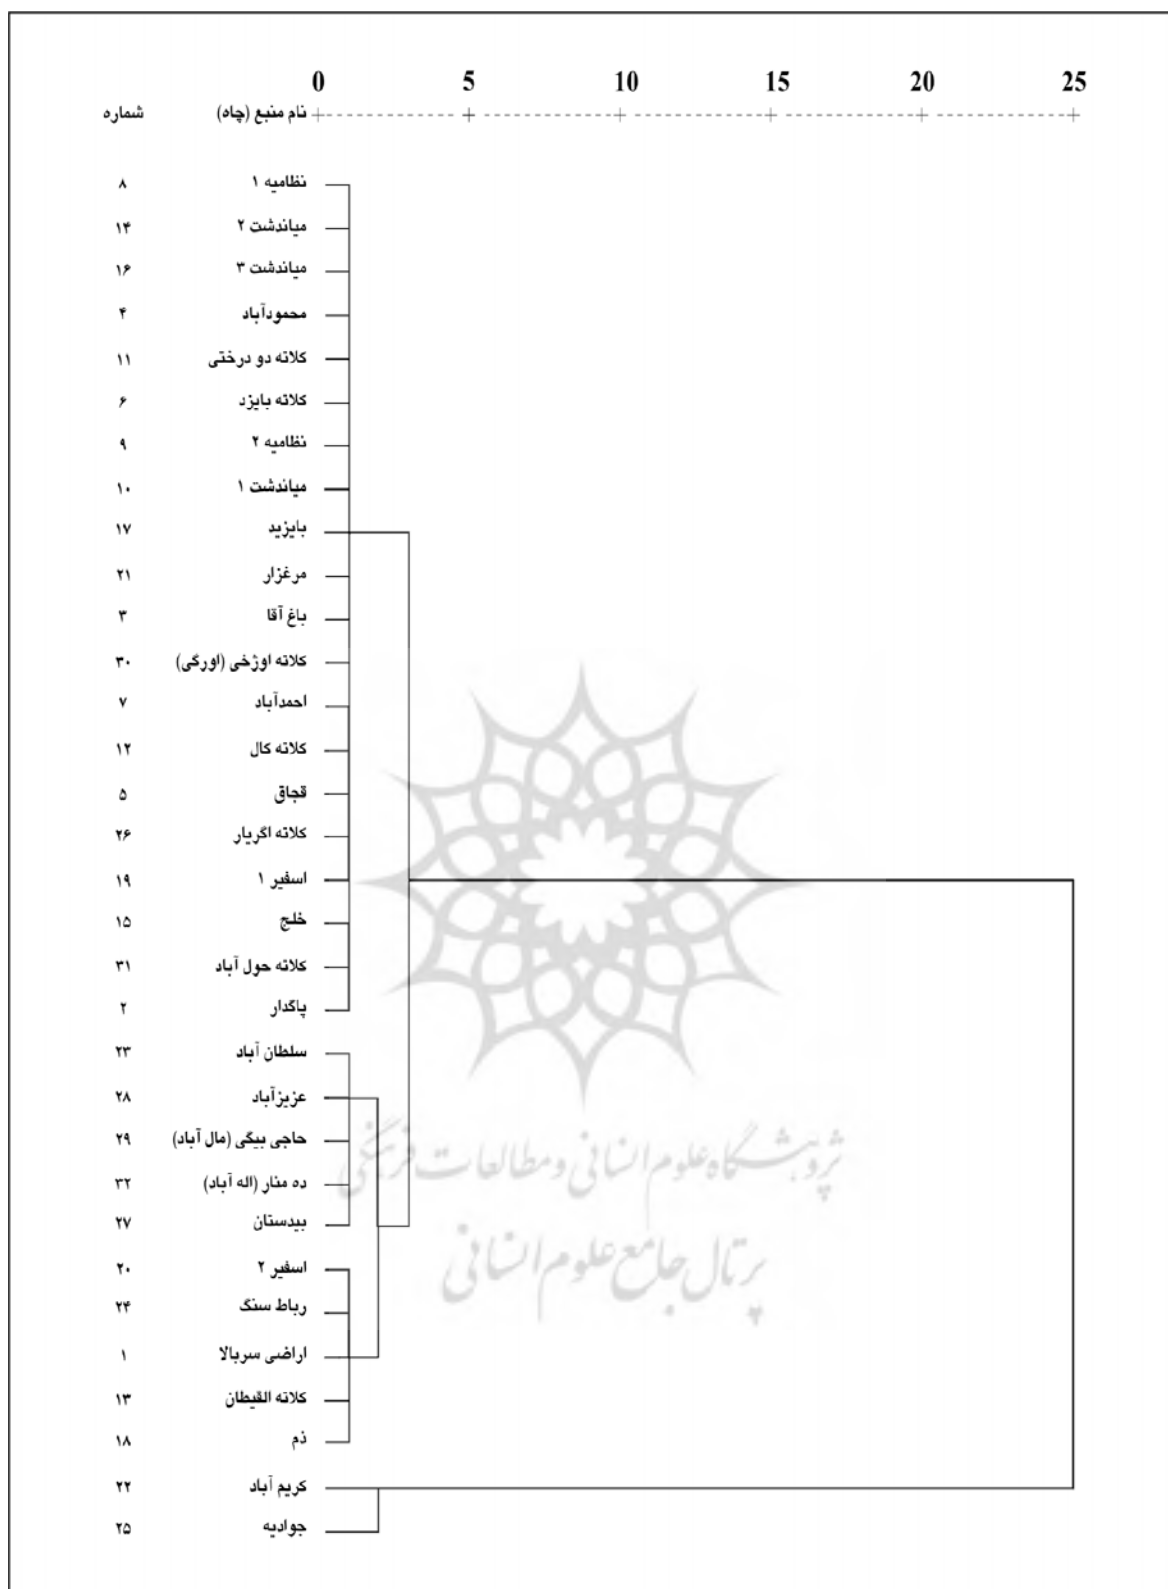 0 5 10 15 20 25
شماره نام منبع (چاه)
۸ نظامیه ۱
۱۴ میاندشت ۲
۱۶ میاندشت ۳
۴ محمودآباد
۱۱ کلاته دو درختی
۶ کلاته بایزد
۹ نظامیه ۲
۱۰ میاندشت ۱
۱۷ بایزید
۲۱ مرغزار
۳ باغ آقا
۳۰ کلاته اوژخی (اورگی)
۷ احمدآباد
۱۲ کلاته کال
۵ قجاق
۲۶ کلاته اگریار
۱۹ اسفیر ۱
۱۵ خلج
۳۱ کلاته حول آباد
۲ پاگدار
۲۳ سلطان آباد
۲۸ عزیزآباد
۲۹ حاجی بیگی (مال آباد)
۳۲ ده منار (اله آباد)
۲۷ بیدستان
۲۰ اسفیر ۲
۲۴ رباط سنگ
۱ اراضی سربالا
۱۳ کلاته القیطان
۱۸ ذم
۲۲ کریم آباد
۲۵ جوادیه
پژوهشگاه علوم انسانی و مطالعات فرهنگی
پرتال جامع علوم انسانی